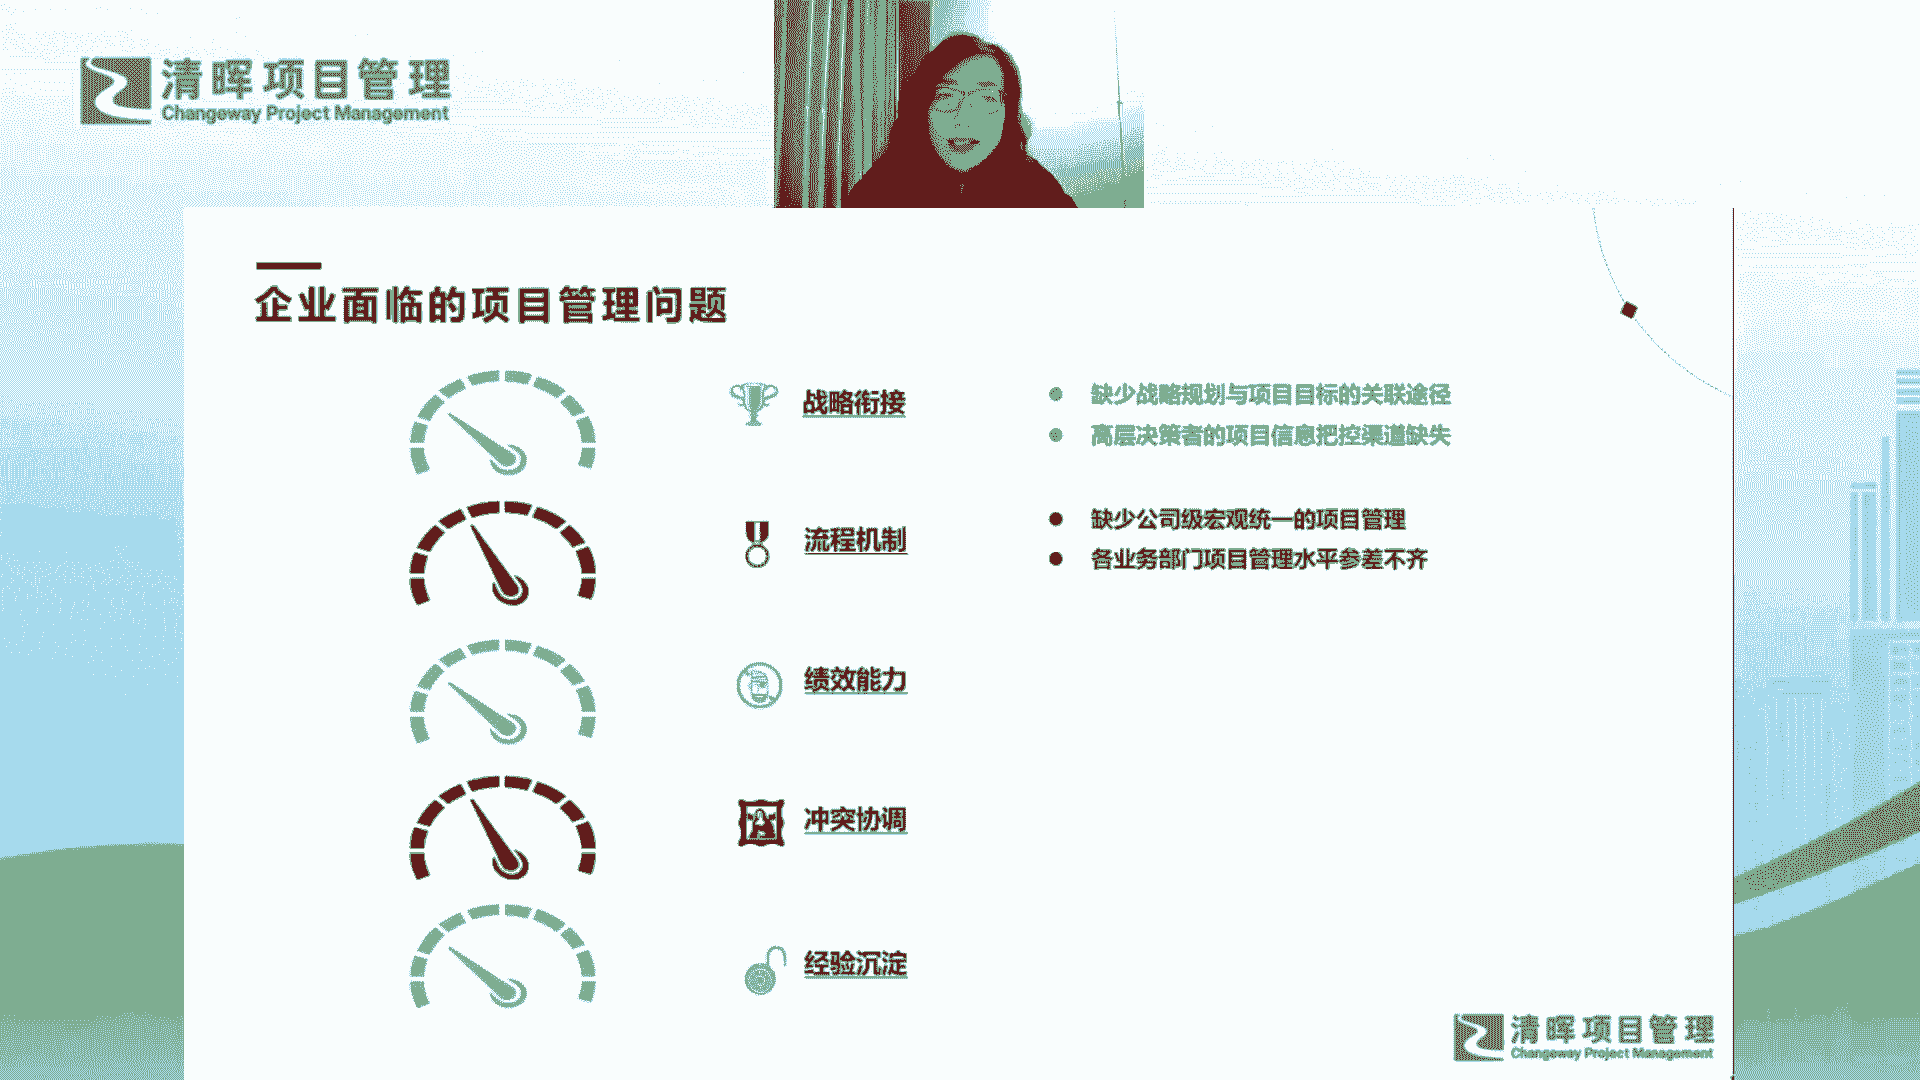 清晖项目管理
Changeway Project Management
企业面临的项目管理问题
战略衔接
缺少战略规划与项目目标的关联途径
高层决策者的项目信息把控渠道缺失
流程机制
缺少公司级宏观统一的项目管理
各业务部门项目管理水平参差不齐
绩效能力
冲突协调
经验沉淀
清晖项目管理
Changeway Project Management